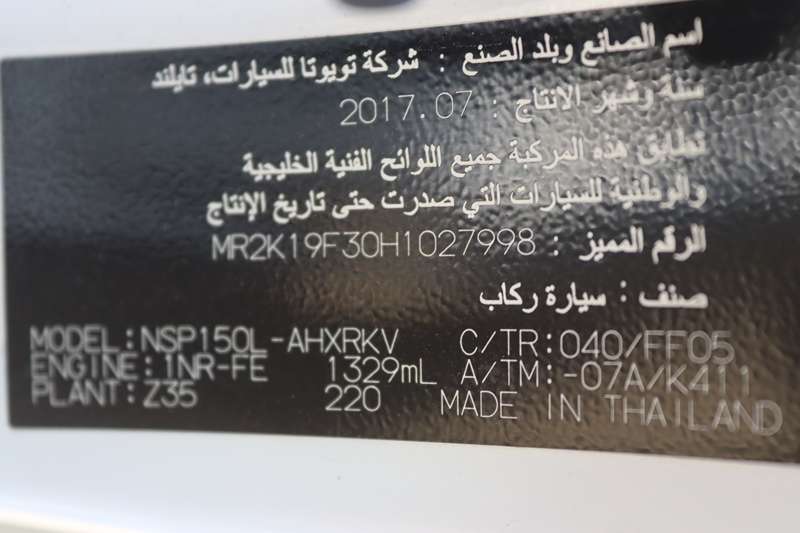 اسم الصانع وبلد الصنع : شركة تويوتا للسيارات، تايلند
سنة وشهر الانتاج : 2017.07
تطابق هذه المركبة جميع اللوائح الفنية الخليجية
والوطنية للسيارات التي صدرت حتى تاريخ الإنتاج
الرقم المميز : MR2K19F30H1027998
صنف : سيارة ركاب
MODEL:NSP150L-AHXRKV C/TR:040/FF05
ENGINE:1NR-FE 1329mL A/TM:-07A/K411
PLANT:Z35 220 MADE IN THAILAND